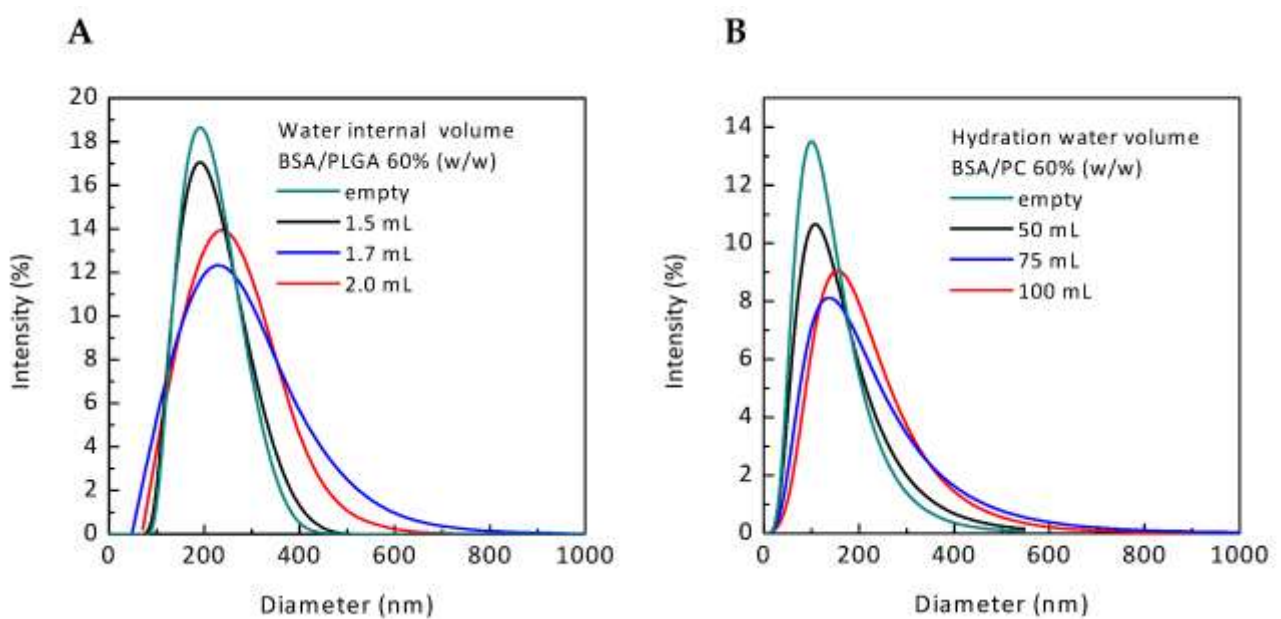 A
20
18
16
14
12
10
8
6
4
2
0
Intensity (%)
Water internal volume
BSA/PLGA 60% (w/w)
empty
1.5 mL
1.7 mL
2.0 mL
0 200 400 600 800 1000
Diameter (nm)
B
14
12
10
8
6
4
2
0
Intensity (%)
Hydration water volume
BSA/PC 60% (w/w)
empty
50 mL
75 mL
100 mL
0 200 400 600 800 1000
Diameter (nm)